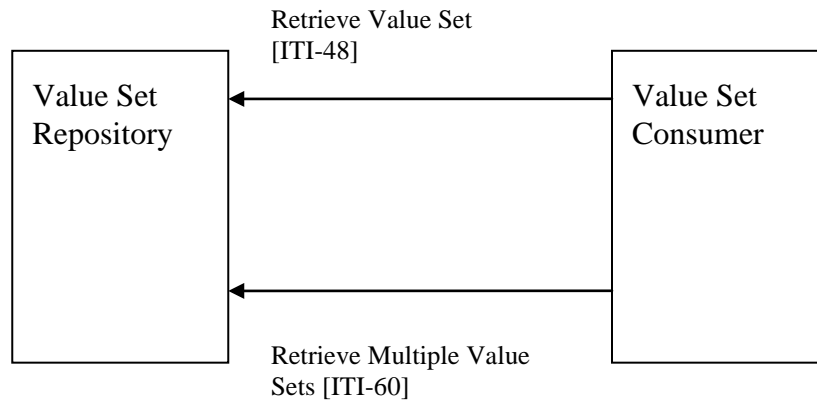 Retrieve Value Set
[ITI-48]
Value Set
Repository
Value Set
Consumer
Retrieve Multiple Value
Sets [ITI-60]